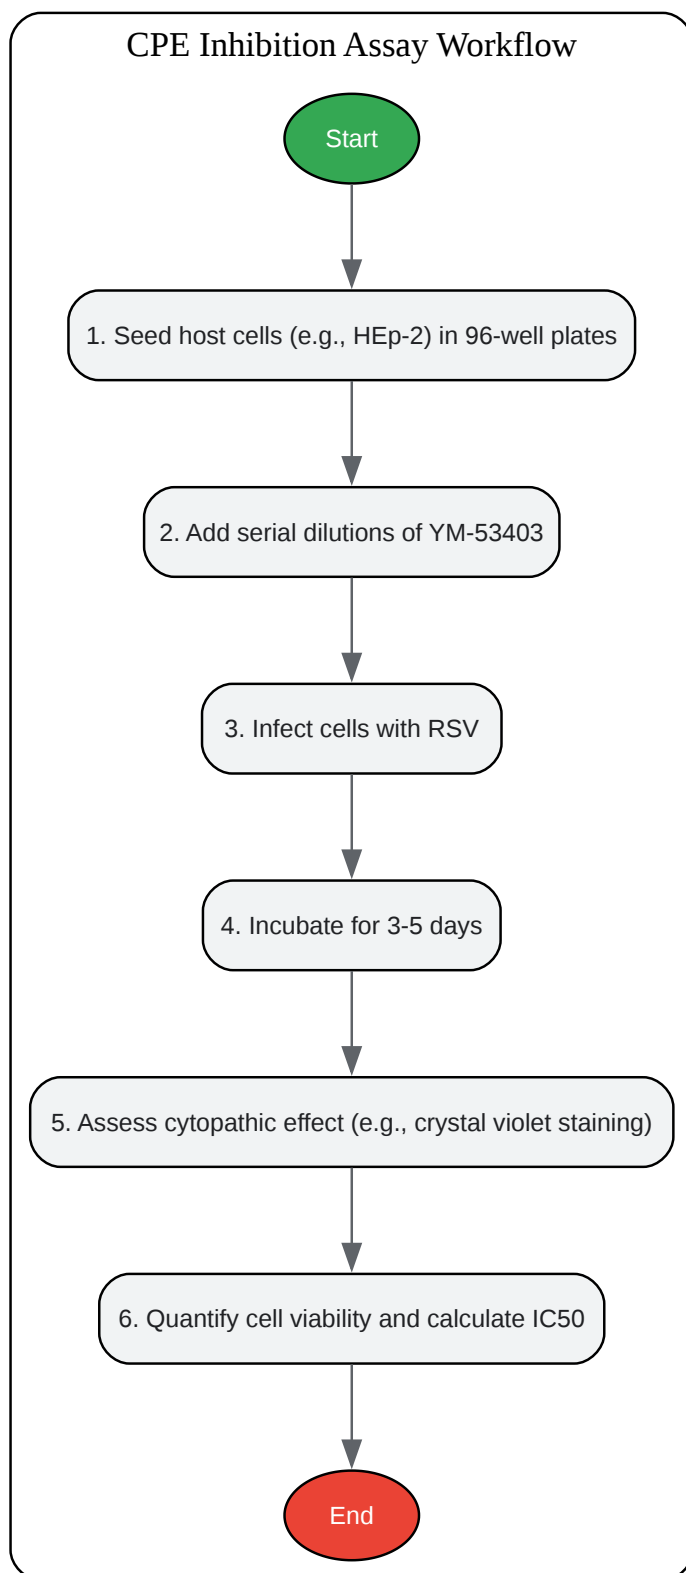 CPE Inhibition Assay Workflow
Start
1. Seed host cells (e.g., HEp-2) in 96-well plates
2. Add serial dilutions of YM-53403
3. Infect cells with RSV
4. Incubate for 3-5 days
5. Assess cytopathic effect (e.g., crystal violet staining)
6. Quantify cell viability and calculate IC50
End